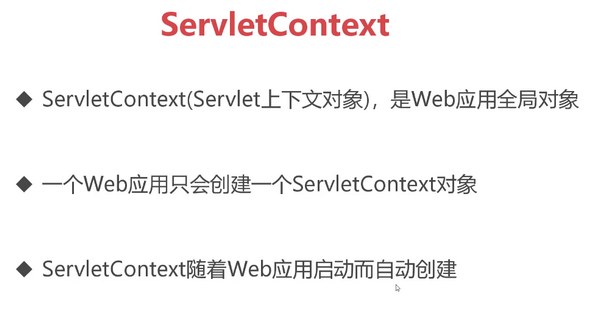 ServletContext
◆ ServletContext(Servlet上下文对象)，是Web应用全局对象
◆ 一个Web应用只会创建一个ServletContext对象
◆ ServletContext随着Web应用启动而自动创建